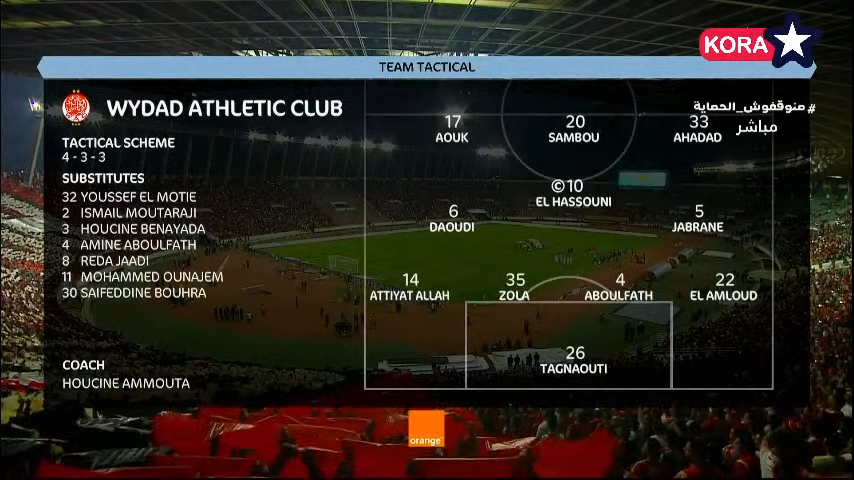 KORA
TEAM TACTICAL
WYDAD ATHLETIC CLUB
#صنوقفوش_الحصاية
مباشر
TACTICAL SCHEME
4 - 3 - 3
SUBSTITUTES
32 YOUSSEF EL MOTIE
2 ISMAIL MOUTARAJI
3 HOUCINE BENAYADA
4 AMINE ABOULFATH
8 REDA JAADI
11 MOHAMMED OUNAJEM
30 SAIFEDDINE BOUHRA
COACH
HOUCINE AMMOUTA
17 AOUK
20 SAMBOU
33 AHADAD
© 10 EL HASSOUNI
6 DAOUDI
5 JABRANE
14 ATTIYAT ALLAH
35 ZOLA
4 ABOULFATH
22 EL AMLOUD
26 TAGNAOUTI
orange